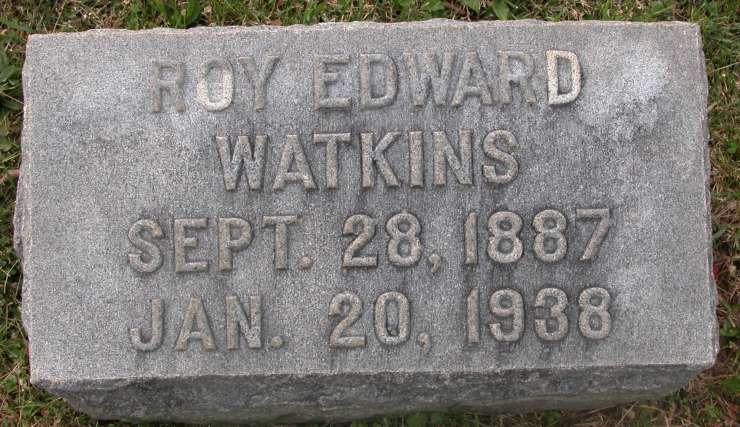 ROY EDWARD
WATKINS
SEPT. 28, 1887
JAN. 20, 1938